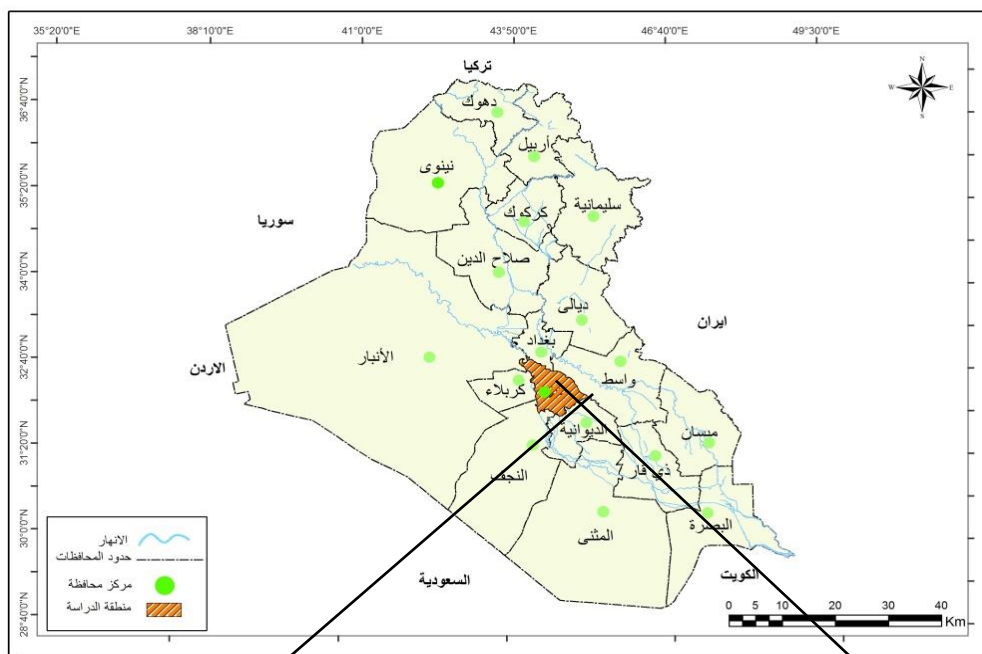 35°20'0"E 38°10'0"E 41°0'0"E 43°50'0"E 46°40'0"E 49°30'0"E
36°40'0"N
35°20'0"N
34°0'0"N
32°40'0"N
31°20'0"N
30°0'0"N
28°40'0"N
N
W E
S
تركيا
دهوك
أربيل
نينوى
سليمانية
كركوك
سوريا
صلاح الدين
ديالى
ايران
بغداد
الأنبار
واسط
الاردن
كربلاء
الديوانية
ميسان
النجف
ذي قار
البصرة
المثنى
الكويت
السعودية
الانهار
حدود المحافظات
مركز محافظة
منطقة الدراسة
0 5 10 20 30 40
Km